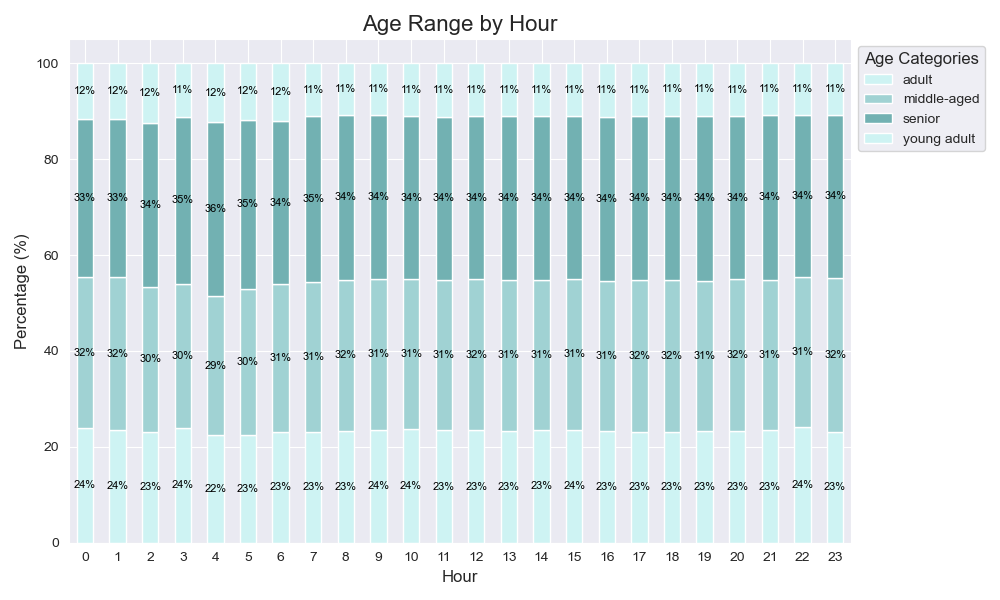 Age Range by Hour
Age Categories
adult
middle-aged
senior
young adult
Percentage (%)
100
80
60
40
20
0
12% 12% 12% 11% 12% 12% 12% 11% 11% 11% 11% 11% 11% 11% 11% 11% 11% 11% 11% 11% 11% 11% 11% 11%
33% 33% 34% 35% 36% 35% 34% 35% 34% 34% 34% 34% 34% 34% 34% 34% 34% 34% 34% 34% 34% 34% 34% 34%
32% 32% 30% 30% 29% 30% 31% 31% 32% 31% 31% 31% 32% 31% 31% 31% 31% 32% 32% 31% 32% 31% 31% 32%
24% 24% 23% 24% 22% 23% 23% 23% 23% 24% 24% 23% 23% 23% 23% 24% 23% 23% 23% 23% 23% 23% 24% 23%
0 1 2 3 4 5 6 7 8 9 10 11 12 13 14 15 16 17 18 19 20 21 22 23
Hour